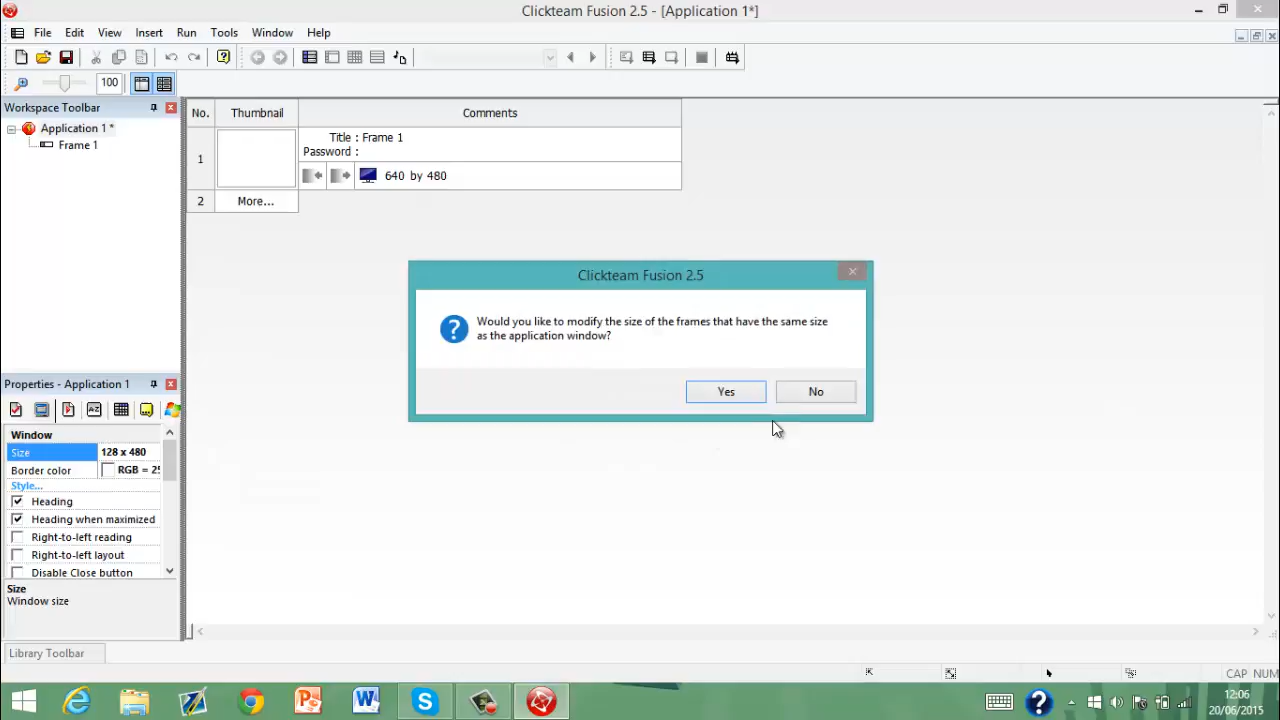 Clickteam Fusion 2.5 - [Application 1*]
File Edit View Insert Run Tools Window Help
100
Workspace Toolbar
Application 1 *
Frame 1
No. Thumbnail Comments
1
Title : Frame 1
Password :
640 by 480
2 More...
Clickteam Fusion 2.5
Would you like to modify the size of the frames that have the same size
as the application window?
Yes No
Properties - Application 1
Window
Size 128 x 480
Border color RGB = 25
Style...
Heading
Heading when maximized
Right-to-left reading
Right-to-left layout
Disable Close button
Size
Window size
Library Toolbar
CAP NUM
12:06
20/06/2015